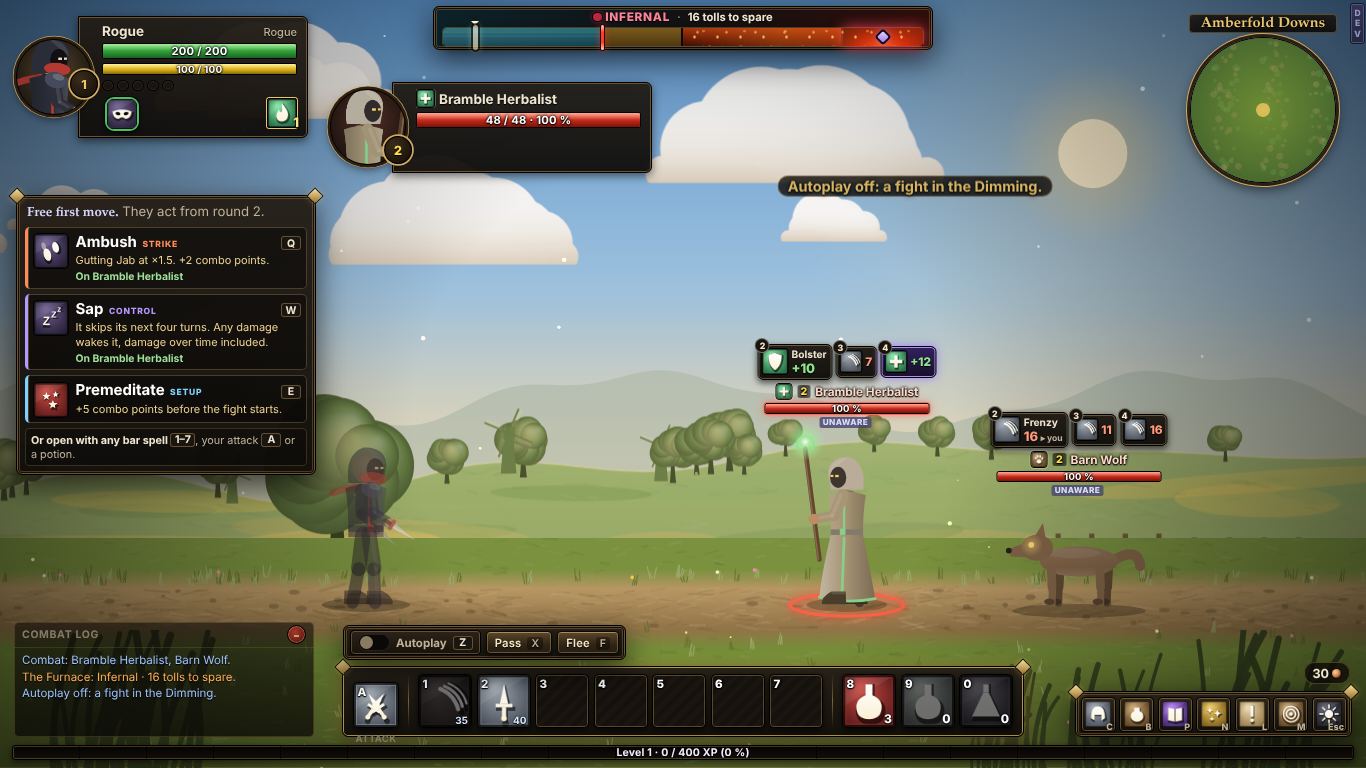 Rogue
Rogue
200 / 200
100 / 100
1
1
INFERNAL · 16 tolls to spare
Amberfold Downs
DEV
Bramble Herbalist
48 / 48 · 100 %
2
Autoplay off: a fight in the Dimming.
Free first move. They act from round 2.
Ambush STRIKE Q
Gutting Jab at ×1.5. +2 combo points.
On Bramble Herbalist
Sap CONTROL W
It skips its next four turns. Any damage
wakes it, damage over time included.
On Bramble Herbalist
Premeditate SETUP E
+5 combo points before the fight starts.
Or open with any bar spell 1–7, your attack A or
a potion.
2 Bolster +10 3 7 4 +12
2 Bramble Herbalist
100 %
UNAWARE
2 Frenzy 16 ▸ you 3 11 4 16
2 Barn Wolf
100 %
UNAWARE
COMBAT LOG
Combat: Bramble Herbalist, Barn Wolf.
The Furnace: Infernal · 16 tolls to spare.
Autoplay off: a fight in the Dimming.
Autoplay Z Pass X Flee F
A 1 35 2 40 3 4 5 6 7 8 3 9 0 0 0
ATTACK
30
C B P N L M Esc
Level 1 · 0 / 400 XP (0 %)